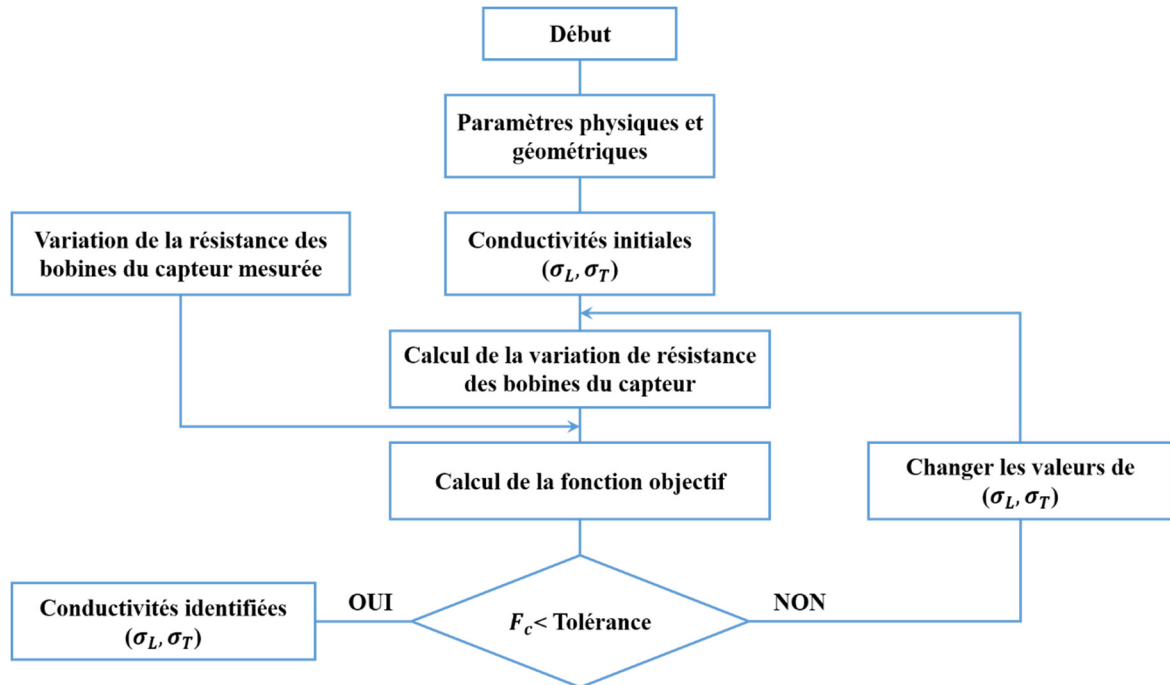 Début
Paramètres physiques et
géométriques
Variation de la résistance des
bobines du capteur mesurée
Conductivités initiales
(σ_L, σ_T)
Calcul de la variation de résistance
des bobines du capteur
Calcul de la fonction objectif
Changer les valeurs de
(σ_L, σ_T)
Conductivités identifiées
(σ_L, σ_T)
OUI
F_c< Tolérance
NON